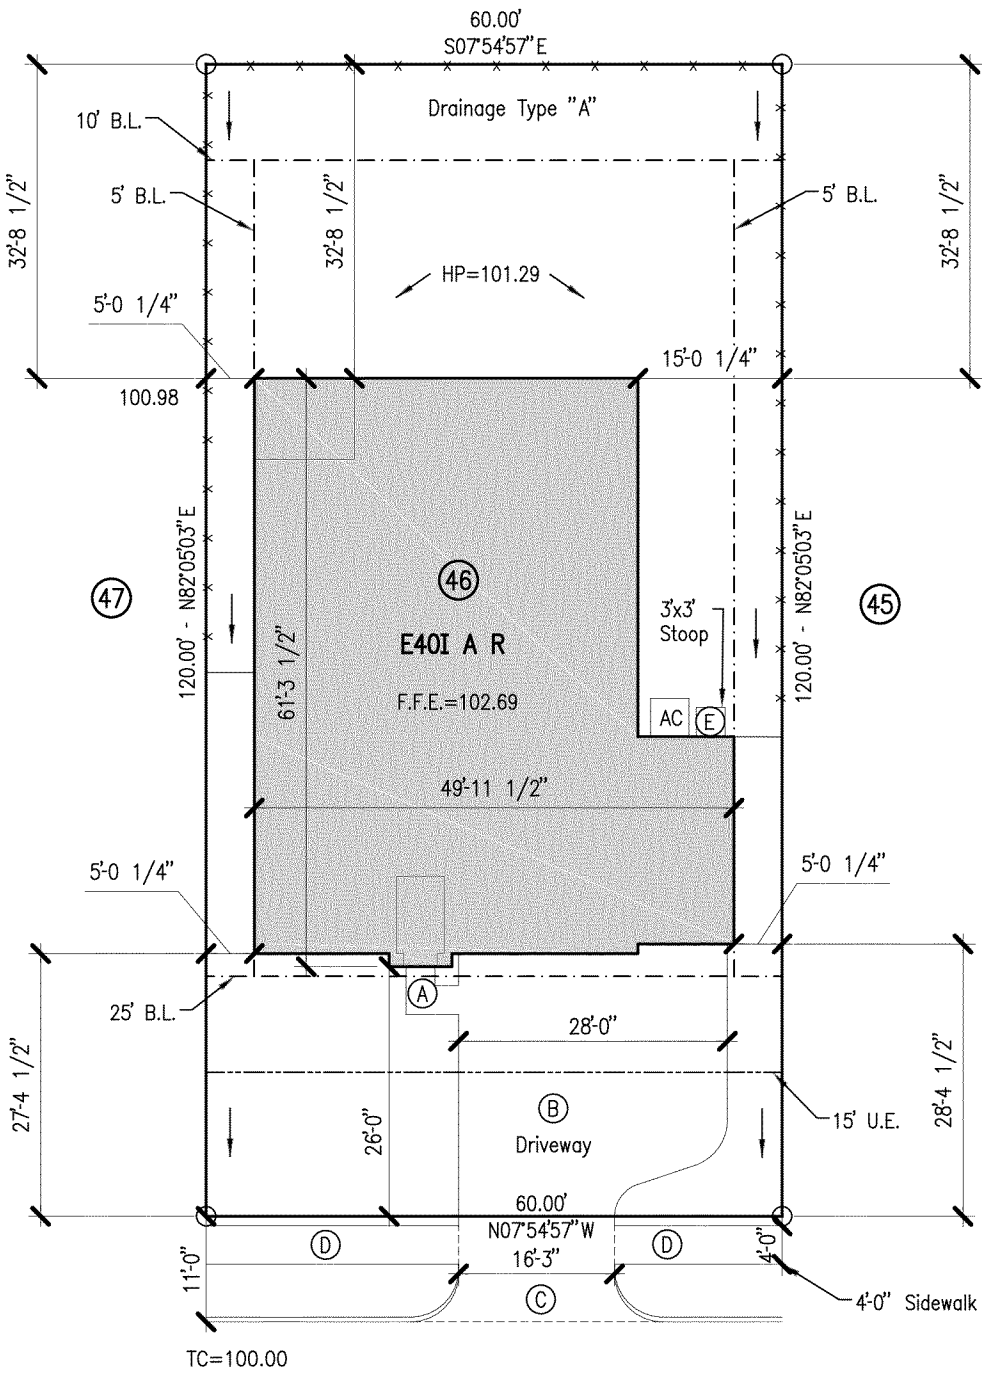 60.00'
S07°54'57"E
Drainage Type "A"
10' B.L.
5' B.L.
5' B.L.
32'-8 1/2"
32'-8 1/2"
32'-8 1/2"
HP=101.29
5'-0 1/4"
15'-0 1/4"
100.98
120.00' - N82°05'03"E
120.00' - N82°05'03"E
47
46
45
E40I A R
3'x3'
Stoop
61'-3 1/2"
F.F.E.=102.69
AC
E
49'-11 1/2"
5'-0 1/4"
5'-0 1/4"
A
25' B.L.
28'-0"
27'-4 1/2"
28'-4 1/2"
B
15' U.E.
26'-0"
Driveway
60.00'
N07°54'57"W
D
D
16'-3"
11'-0"
4'-0"
C
4'-0" Sidewalk
TC=100.00